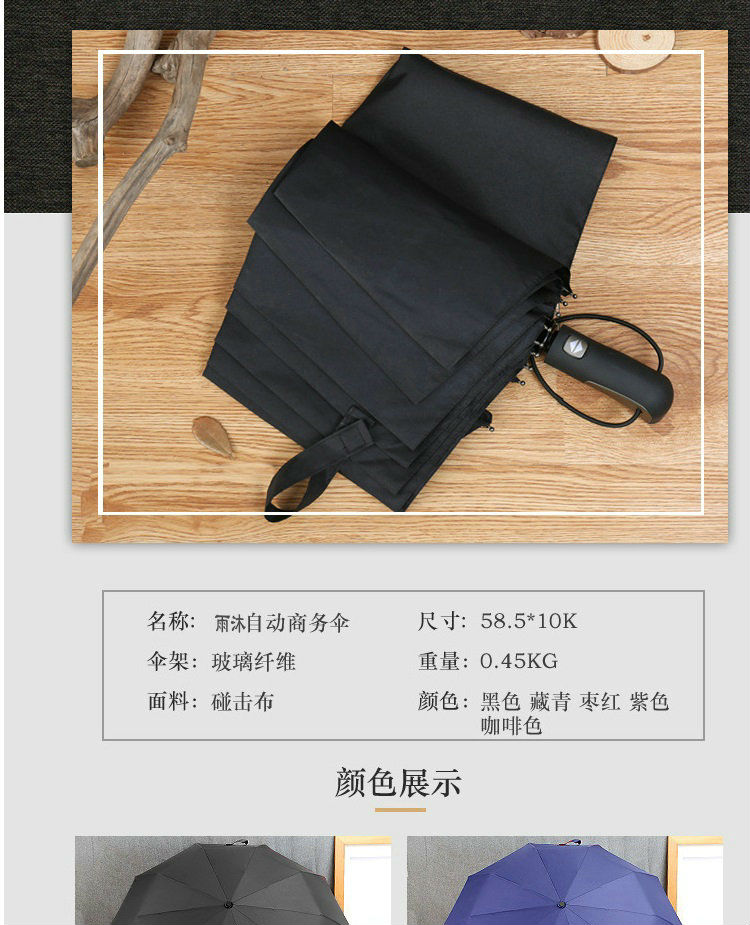 名称: 雨沐自动商务伞
尺寸: 58.5*10K
伞架: 玻璃纤维
重量: 0.45KG
面料: 碰击布
颜色: 黑色 藏青 枣红 紫色
咖啡色
颜色展示